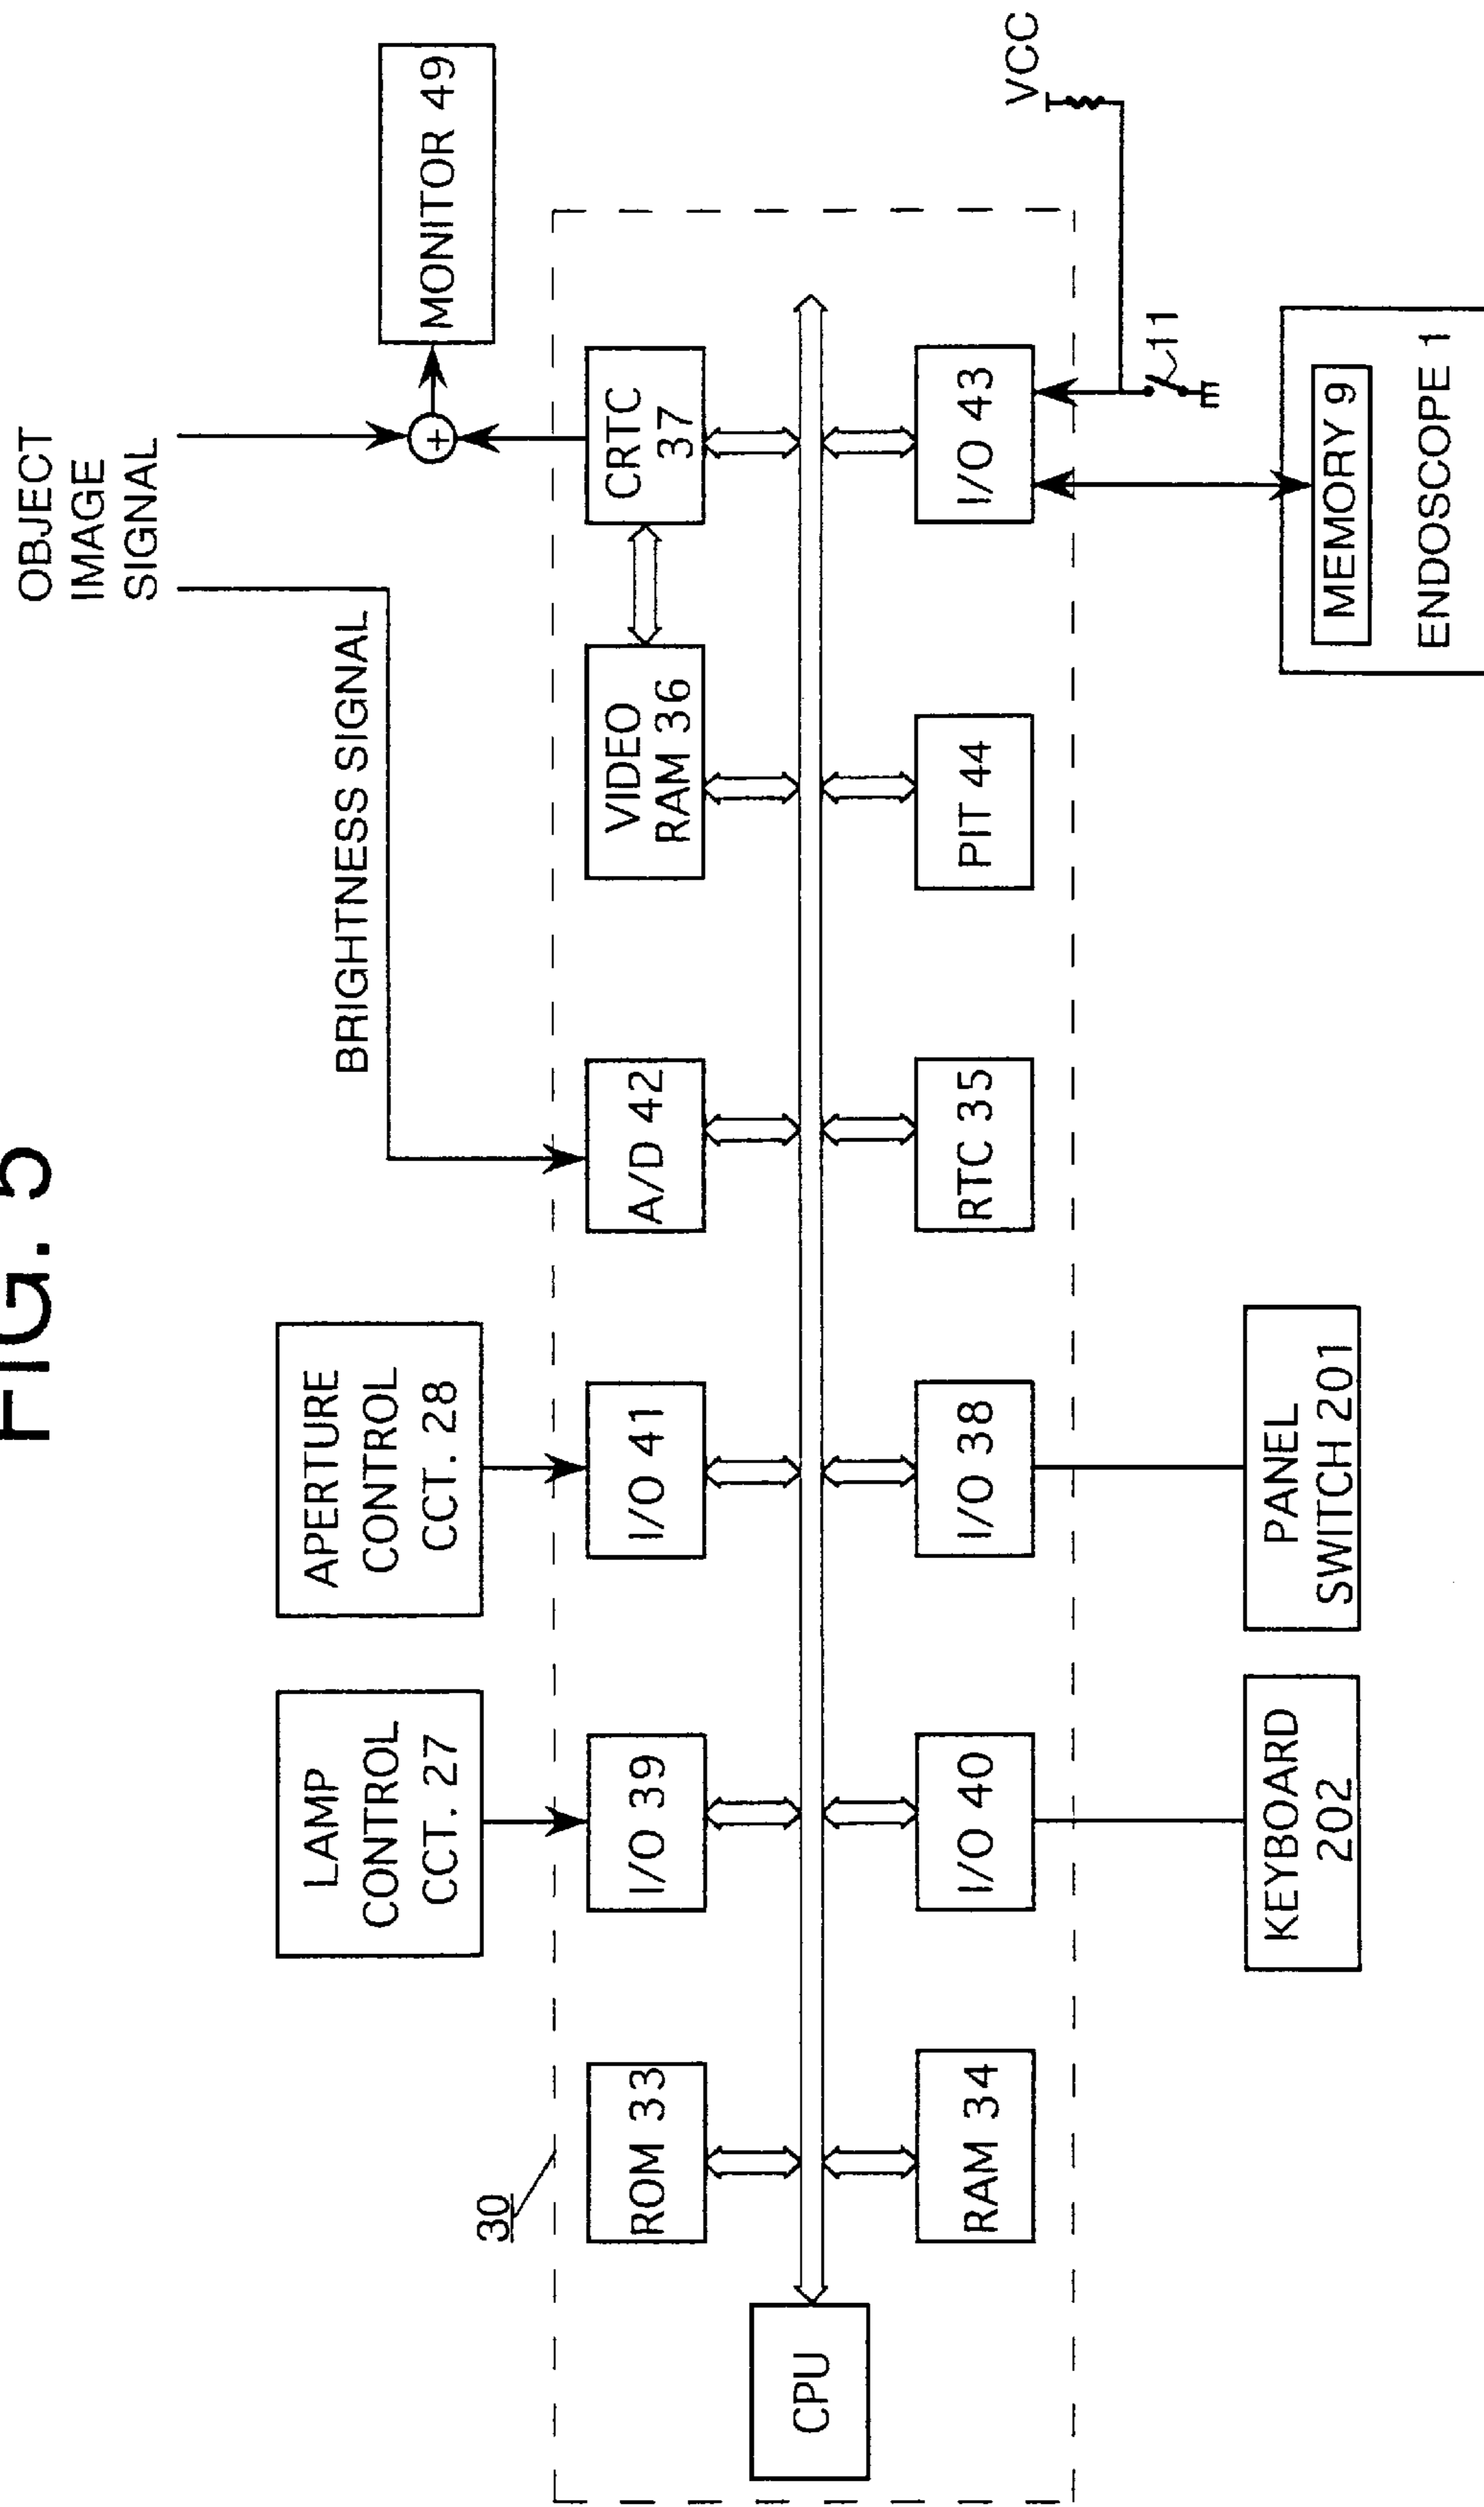 FIG. 5
OBJECT
IMAGE
SIGNAL
BRIGHTNESS SIGNAL
MONITOR 49
LAMP
CONTROL
CCT. 27
APERTURE
CONTROL
CCT. 28
30
ROM 33
I/O 39
I/O 41
A/D 42
VIDEO
RAM 36
CRTC
37
CPU
RAM 34
I/O 40
I/O 38
RTC 35
PIT 44
I/O 43
VCC
11
KEYBOARD
202
PANEL
SWITCH 201
MEMORY 9
ENDOSCOPE 1